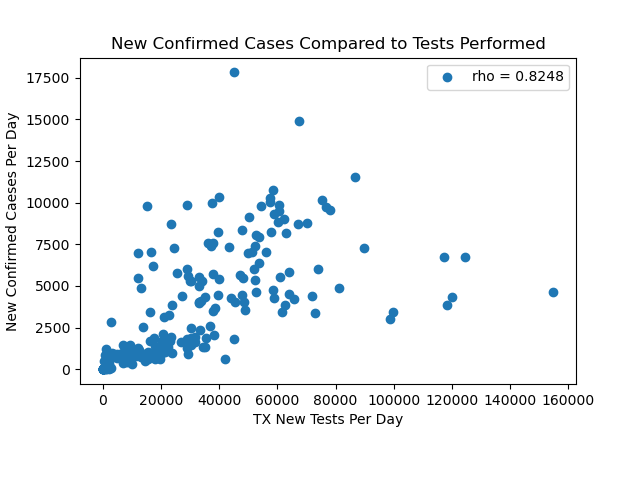 New Confirmed Cases Compared to Tests Performed
rho = 0.8248
New Confirmed Caeses Per Day
17500
15000
12500
10000
7500
5000
2500
0
0 20000 40000 60000 80000 100000 120000 140000 160000
TX New Tests Per Day